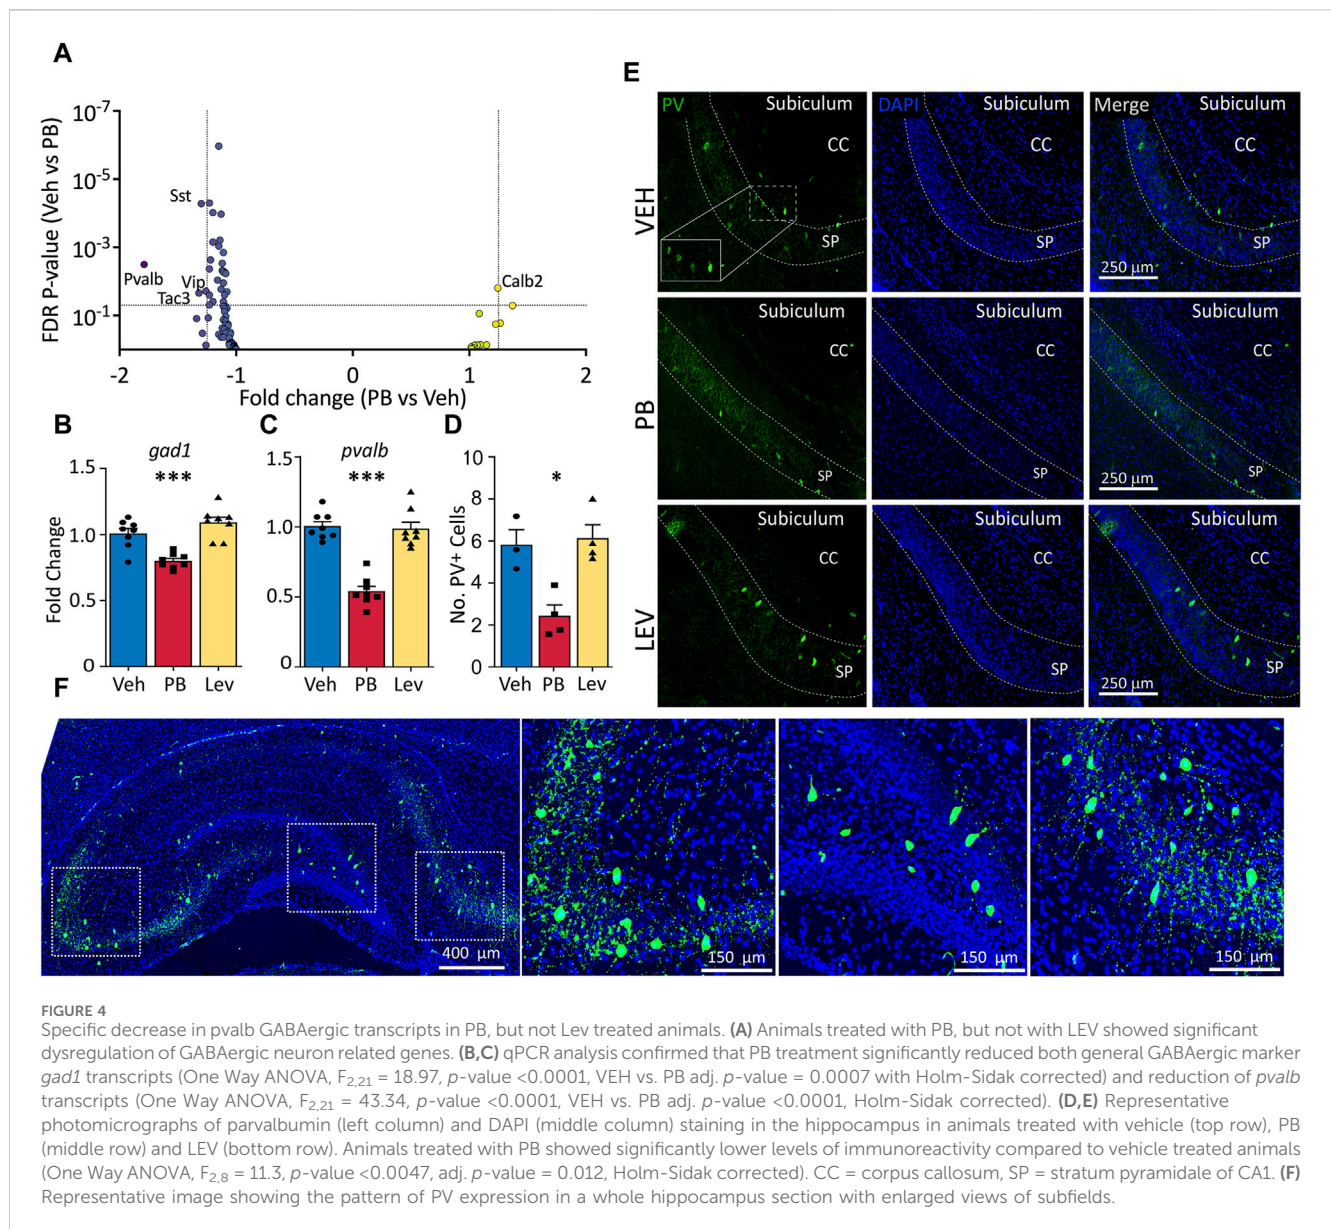 A
FDR P-value (Veh vs PB)
10-7
10-5
10-3
10-1
Sst
Pvalb
Vip
Tac3
Calb2
-2
-1
0
1
2
Fold change (PB vs Veh)
B
gad1
***
Fold Change
1.5
1.0
0.5
0
Veh PB Lev
C
pvalb
***
1.5
1.0
0.5
0
Veh PB Lev
D
*
No. PV+ Cells
10
8
6
4
2
0
Veh PB Lev
E
VEH
PV Subiculum
CC
SP
DAPI Subiculum
CC
SP
Merge Subiculum
CC
SP
250 µm
PB
Subiculum
CC
SP
Subiculum
CC
SP
Subiculum
CC
SP
250 µm
LEV
Subiculum
CC
SP
Subiculum
CC
SP
Subiculum
CC
SP
250 µm
F
400 µm
150 µm
150 µm
150 µm
FIGURE 4
Specific decrease in pvalb GABAergic transcripts in PB, but not Lev treated animals. (A) Animals treated with PB, but not with LEV showed significant
dysregulation of GABAergic neuron related genes. (B,C) qPCR analysis confirmed that PB treatment significantly reduced both general GABAergic marker
gad1 transcripts (One Way ANOVA, F2,21 = 18.97, p-value <0.0001, VEH vs. PB adj. p-value = 0.0007 with Holm-Sidak corrected) and reduction of pvalb
transcripts (One Way ANOVA, F2,21 = 43.34, p-value <0.0001, VEH vs. PB adj. p-value <0.0001, Holm-Sidak corrected). (D,E) Representative
photomicrographs of parvalbumin (left column) and DAPI (middle column) staining in the hippocampus in animals treated with vehicle (top row), PB
(middle row) and LEV (bottom row). Animals treated with PB showed significantly lower levels of immunoreactivity compared to vehicle treated animals
(One Way ANOVA, F2,8 = 11.3, p-value <0.0047, adj. p-value = 0.012, Holm-Sidak corrected). CC = corpus callosum, SP = stratum pyramidale of CA1. (F)
Representative image showing the pattern of PV expression in a whole hippocampus section with enlarged views of subfields.